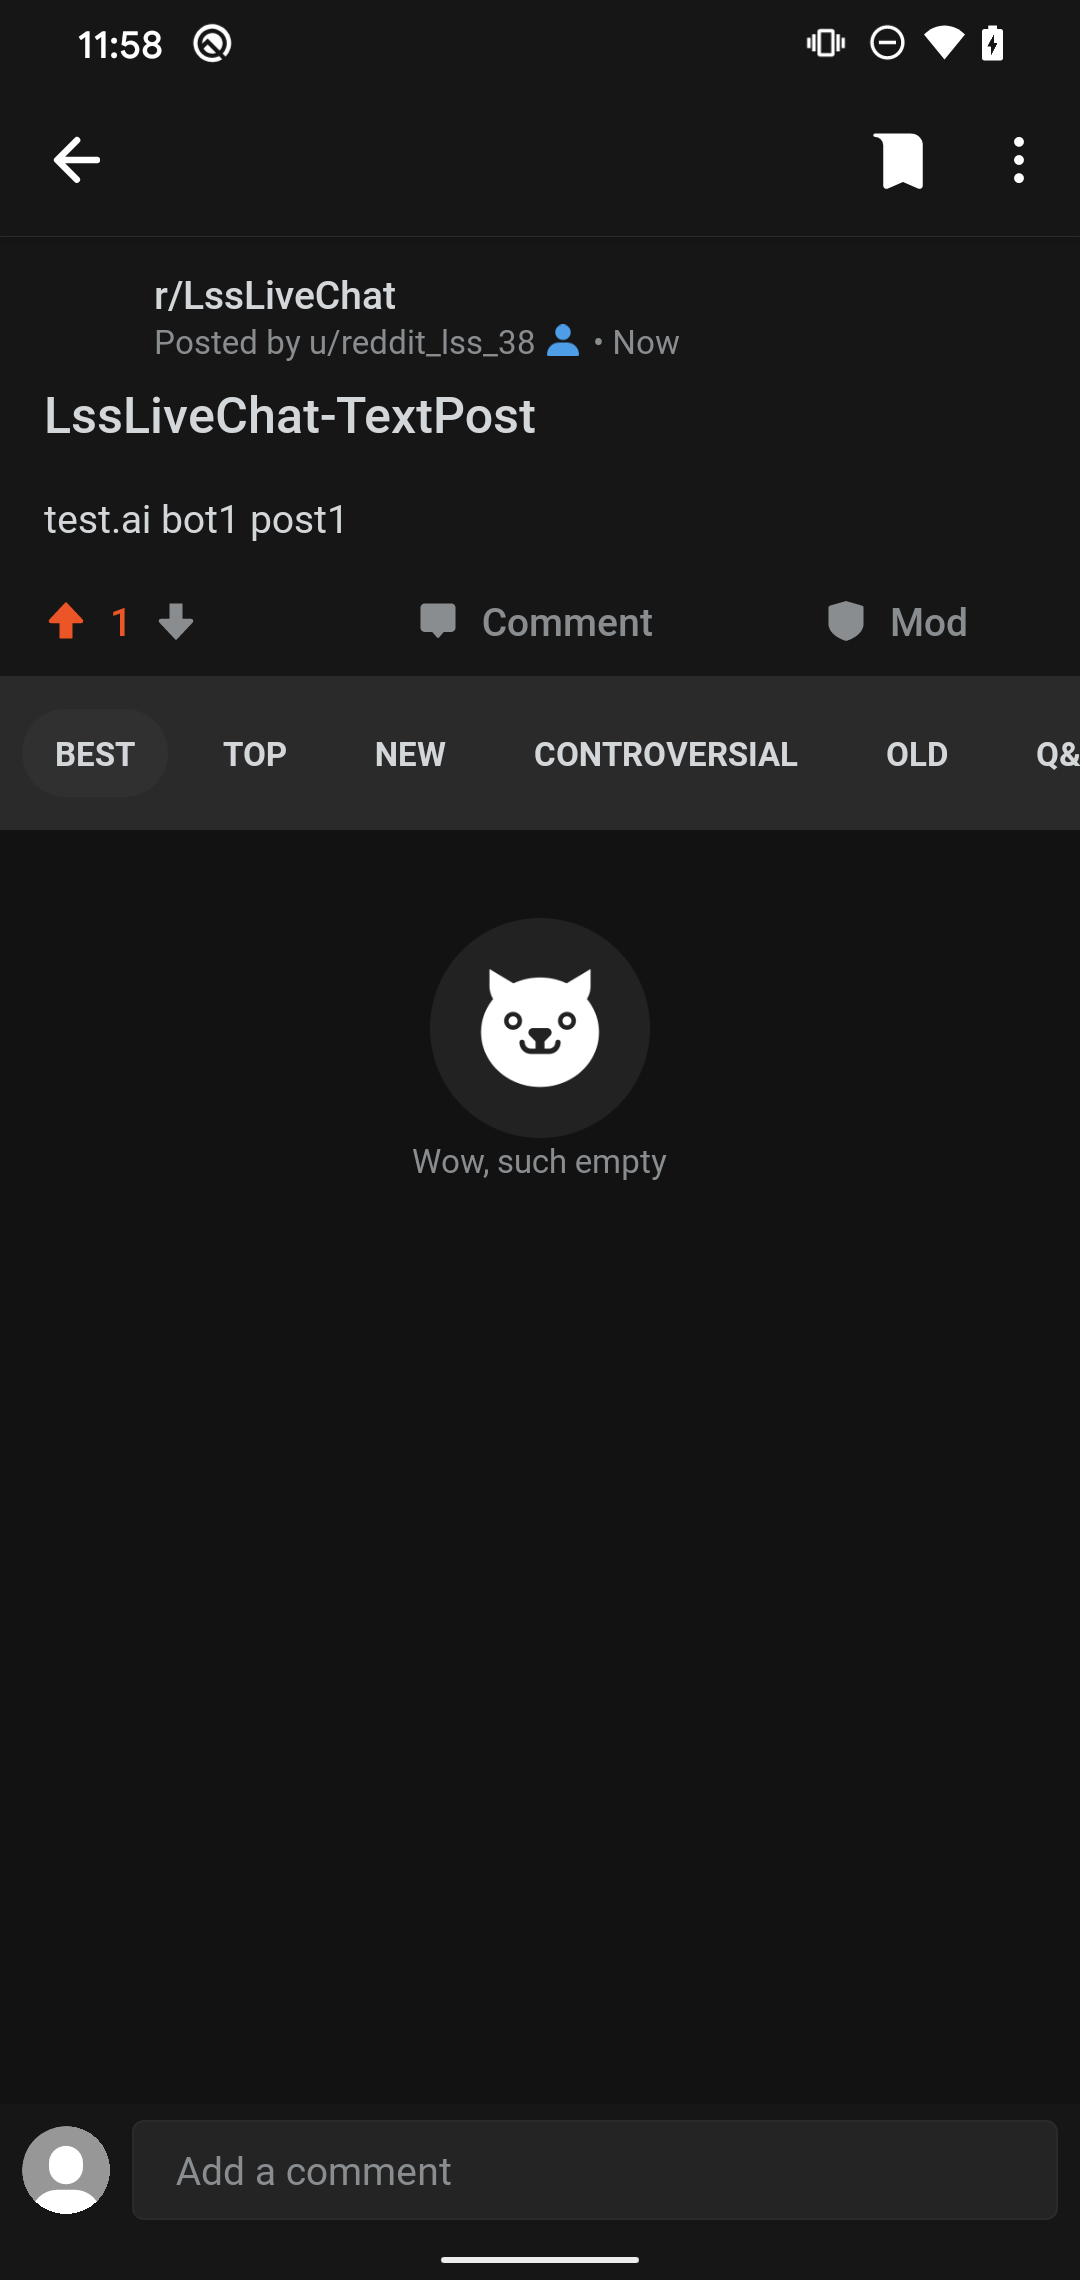 11:58
r/LssLiveChat
Posted by u/reddit_lss_38 • Now
LssLiveChat-TextPost
test.ai bot1 post1
1 Comment Mod
BEST TOP NEW CONTROVERSIAL OLD Q&
Wow, such empty
Add a comment